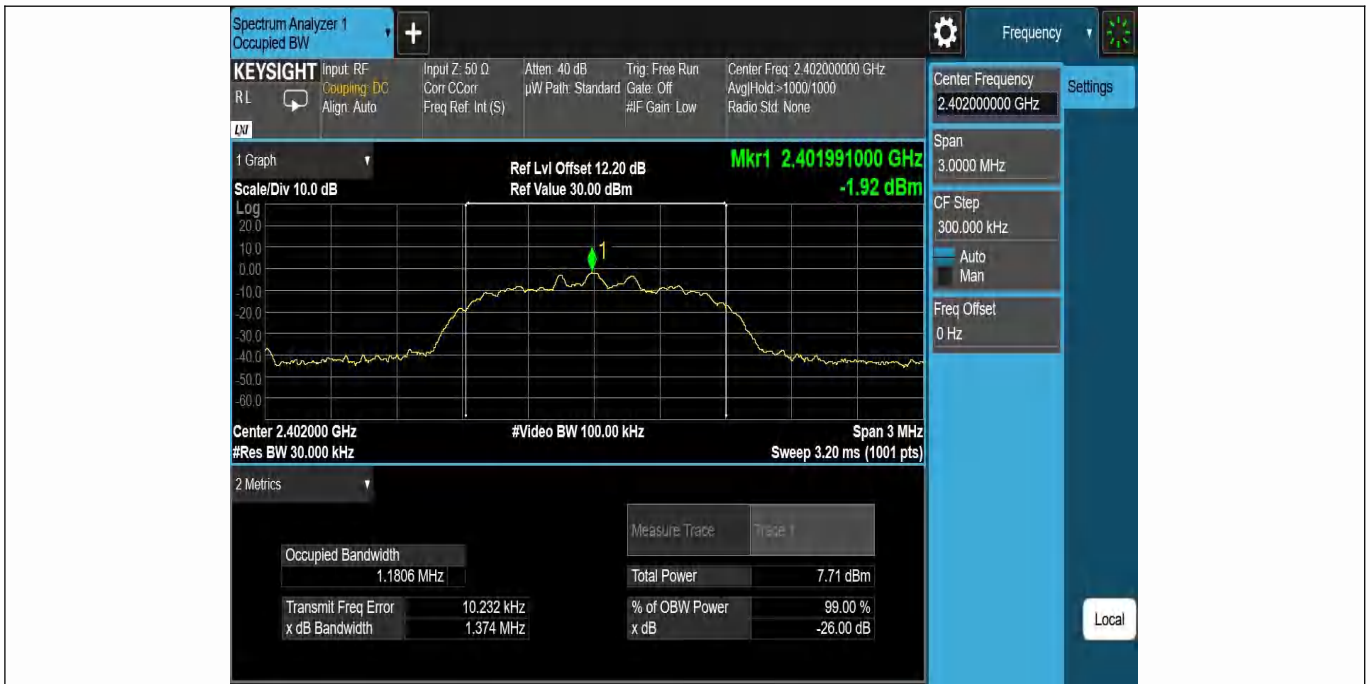 Spectrum Analyzer 1
Occupied BW
+
Frequency
KEYSIGHT
R L
LXI
Input: RF
Coupling: DC
Align: Auto
Input Z: 50 Ω
Corr CCorr
Freq Ref: Int (S)
Atten: 40 dB
µW Path: Standard
Trig: Free Run
Gate: Off
#IF Gain: Low
Center Freq: 2.402000000 GHz
Avg|Hold:>1000/1000
Radio Std: None
Center Frequency
2.402000000 GHz
Settings
Span
3.0000 MHz
CF Step
300.000 kHz
Auto
Man
Freq Offset
0 Hz
1 Graph
Scale/Div 10.0 dB
Ref Lvl Offset 12.20 dB
Ref Value 30.00 dBm
Mkr1 2.401991000 GHz
-1.92 dBm
Log
20.0
10.0
0.00
-10.0
-20.0
-30.0
-40.0
-50.0
-60.0
1
Center 2.402000 GHz
#Res BW 30.000 kHz
#Video BW 100.00 kHz
Span 3 MHz
Sweep 3.20 ms (1001 pts)
2 Metrics
Measure Trace Trace 1
Occupied Bandwidth
1.1806 MHz
Total Power 7.71 dBm
Transmit Freq Error 10.232 kHz
% of OBW Power 99.00 %
x dB Bandwidth 1.374 MHz
x dB -26.00 dB
Local